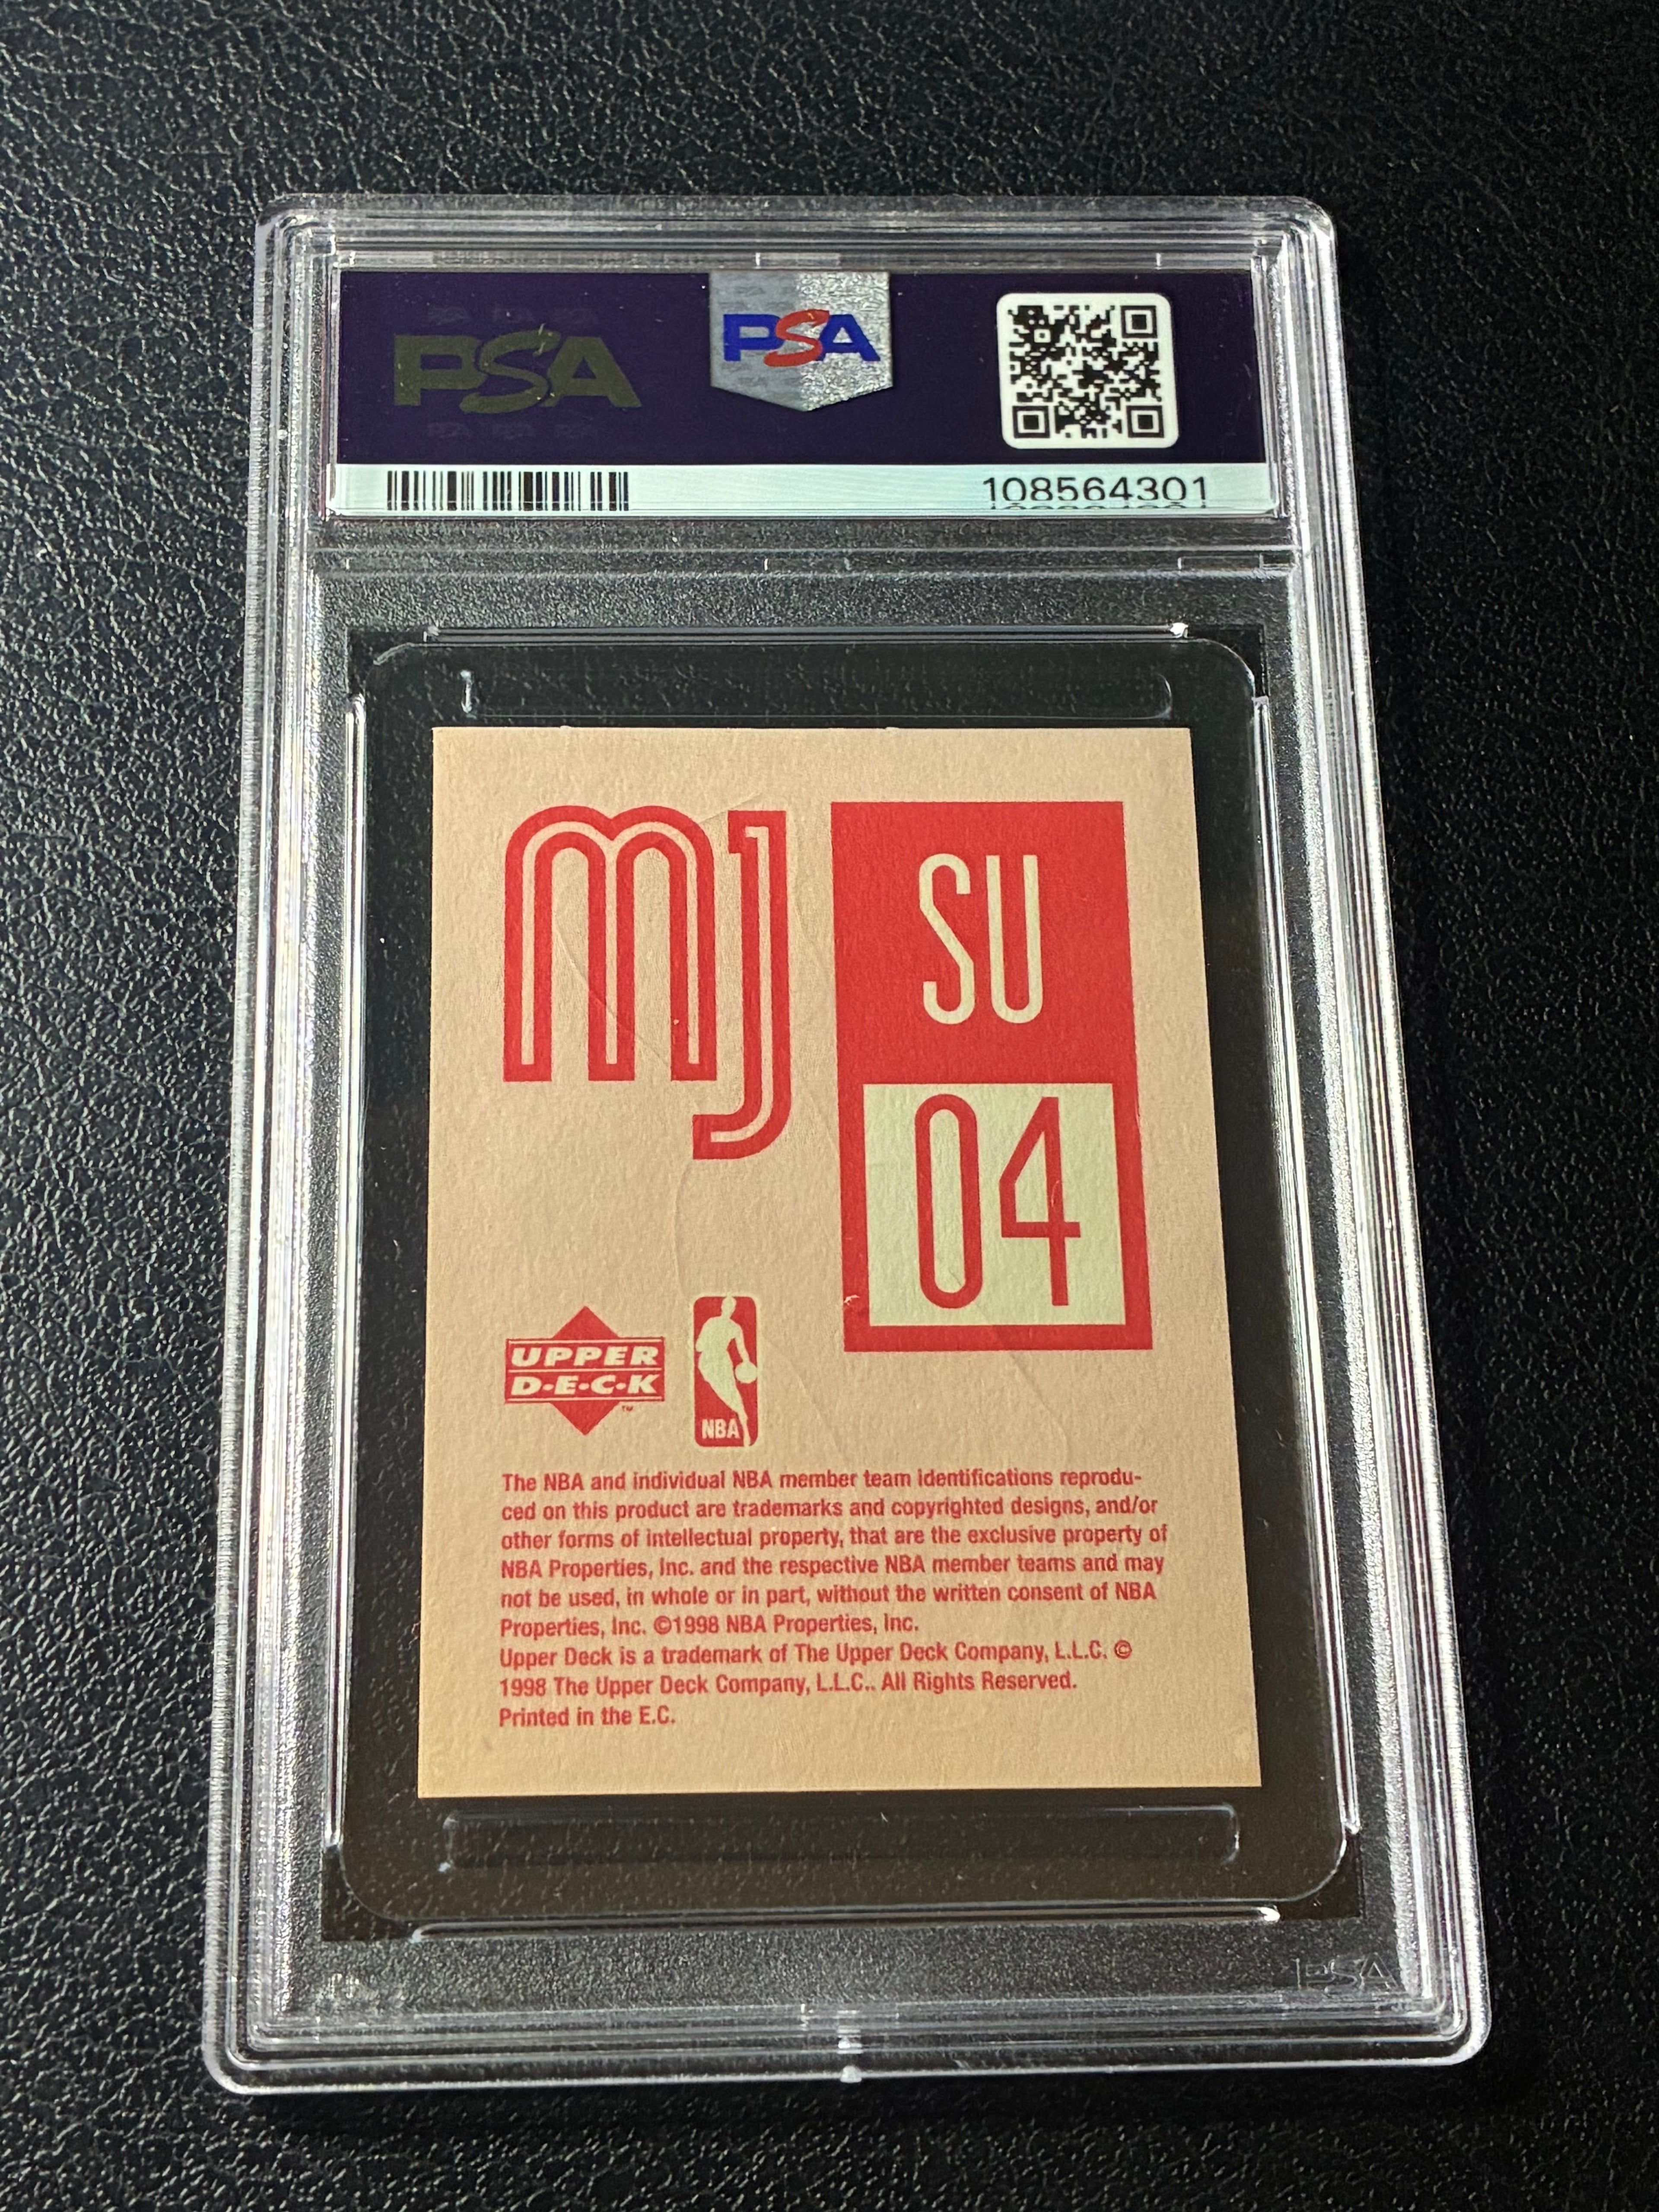 PSA
PSA
108564301
MJ
SU
04
UPPER
D·E·C·K
™
NBA
The NBA and individual NBA member team identifications reprodu-
ced on this product are trademarks and copyrighted designs, and/or
other forms of intellectual property, that are the exclusive property of
NBA Properties, Inc. and the respective NBA member teams and may
not be used, in whole or in part, without the written consent of NBA
Properties, Inc. ©1998 NBA Properties, Inc.
Upper Deck is a trademark of The Upper Deck Company, L.L.C. ©
1998 The Upper Deck Company, L.L.C.. All Rights Reserved.
Printed in the E.C.
PSA